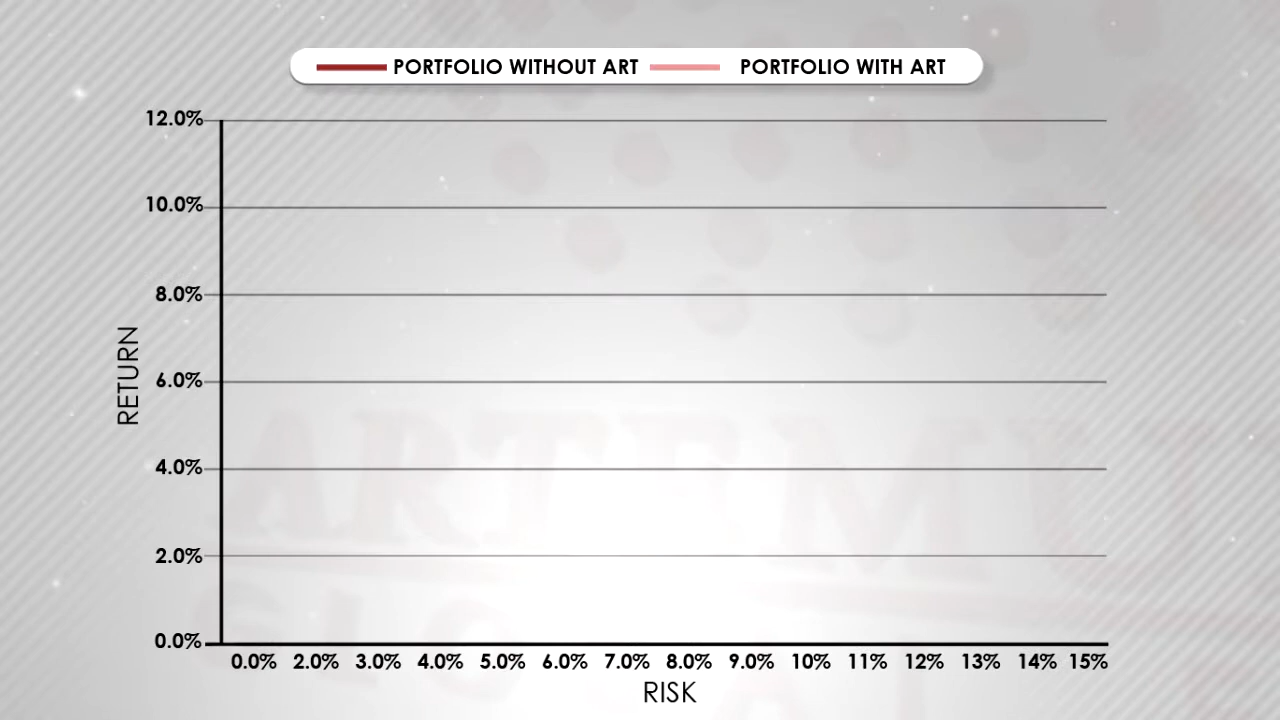 PORTFOLIO WITHOUT ART PORTFOLIO WITH ART
12.0%
10.0%
8.0%
6.0%
4.0%
2.0%
0.0%
RETURN
0.0% 2.0% 3.0% 4.0% 5.0% 6.0% 7.0% 8.0% 9.0% 10% 11% 12% 13% 14% 15%
RISK